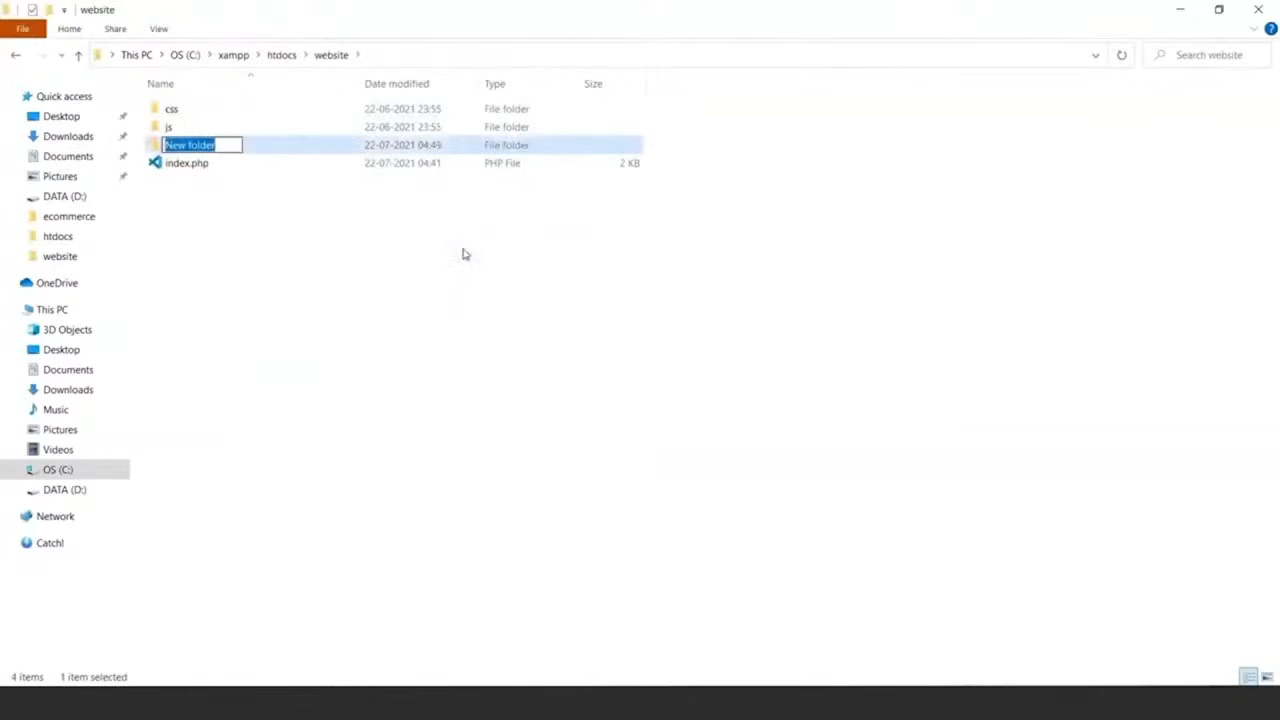 website
File Home Share View
This PC OS (C:) xampp htdocs website
Search website
Name Date modified Type Size
css 22-06-2021 23:55 File folder
js 22-06-2021 23:55 File folder
New folder 22-07-2021 04:49 File folder
index.php 22-07-2021 04:41 PHP File 2 KB
Quick access
Desktop
Downloads
Documents
Pictures
DATA (D:)
ecommerce
htdocs
website
OneDrive
This PC
3D Objects
Desktop
Documents
Downloads
Music
Pictures
Videos
OS (C:)
DATA (D:)
Network
Catch!
4 items 1 item selected